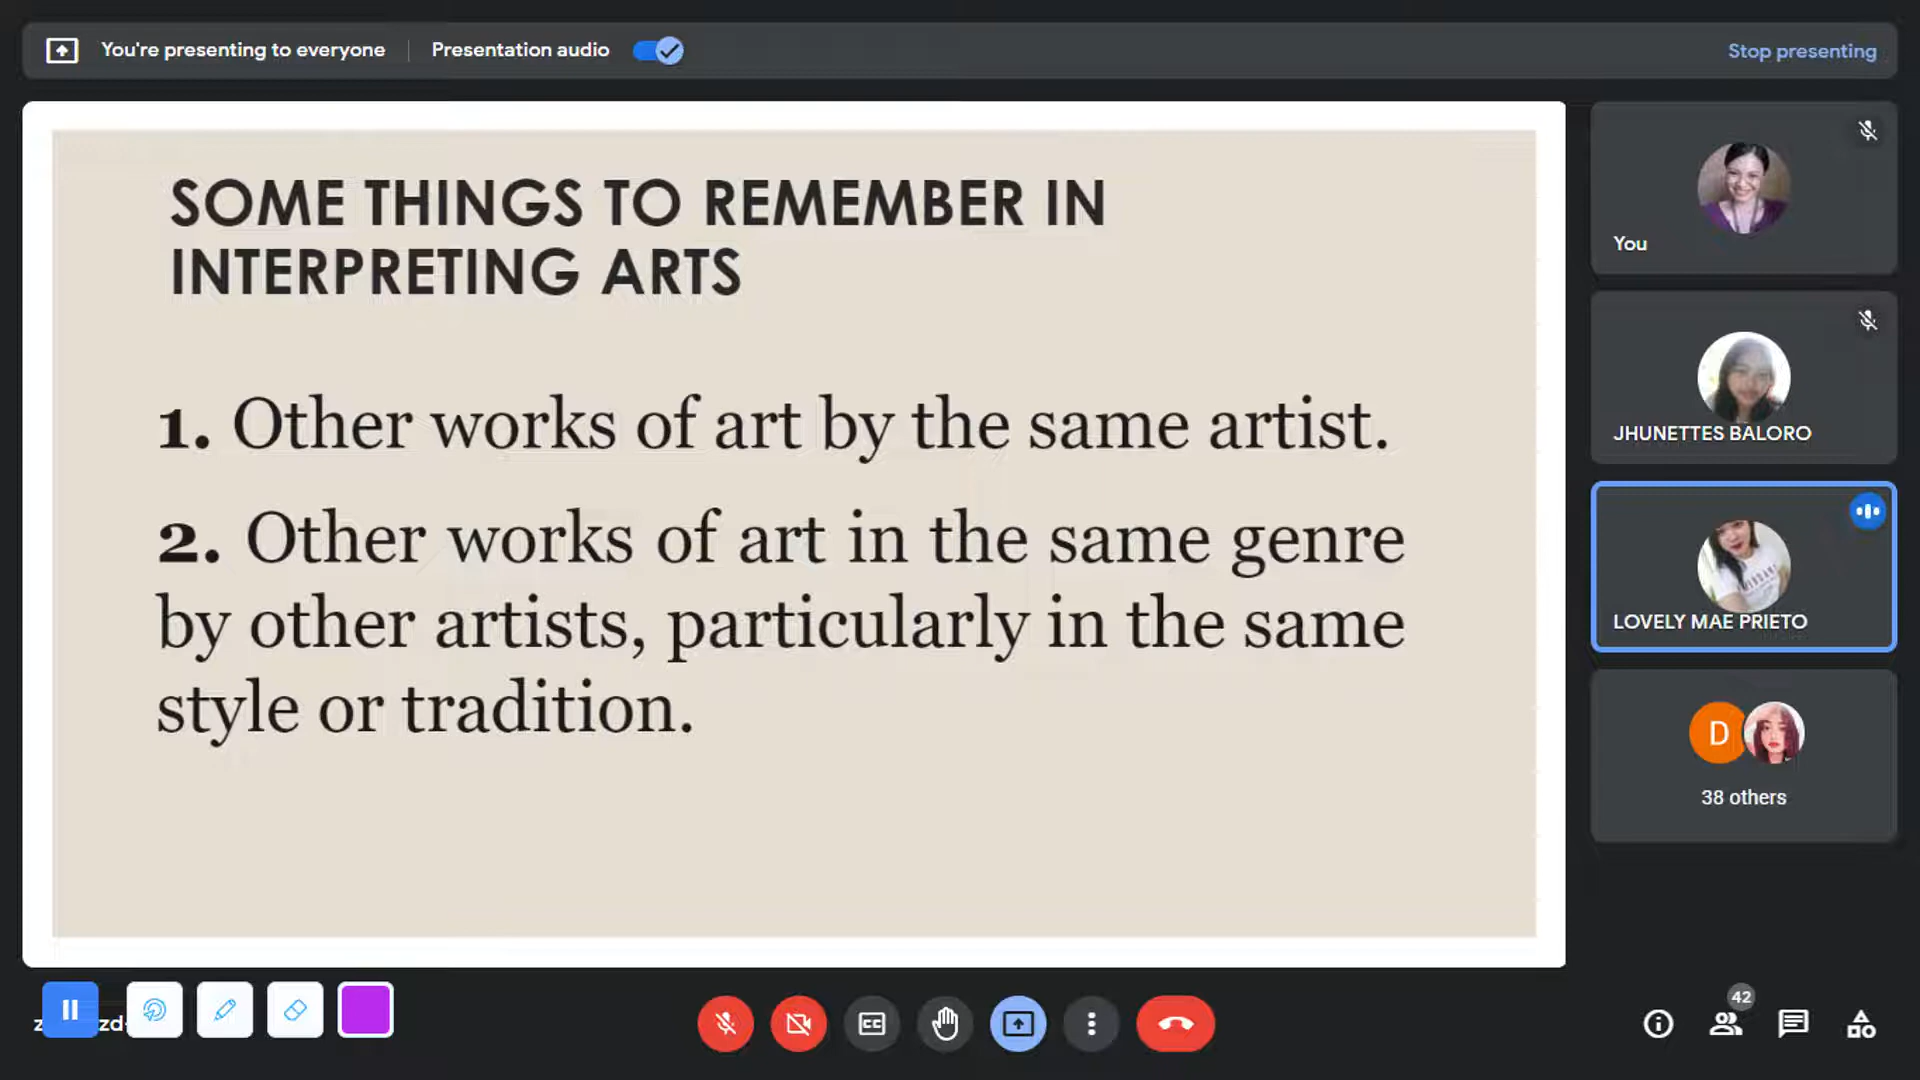 You're presenting to everyone
Presentation audio
Stop presenting
SOME THINGS TO REMEMBER IN
INTERPRETING ARTS
1. Other works of art by the same artist.
2. Other works of art in the same genre
by other artists, particularly in the same
style or tradition.
You
JHUNETTES BALORO
LOVELY MAE PRIETO
D
38 others
CC
42